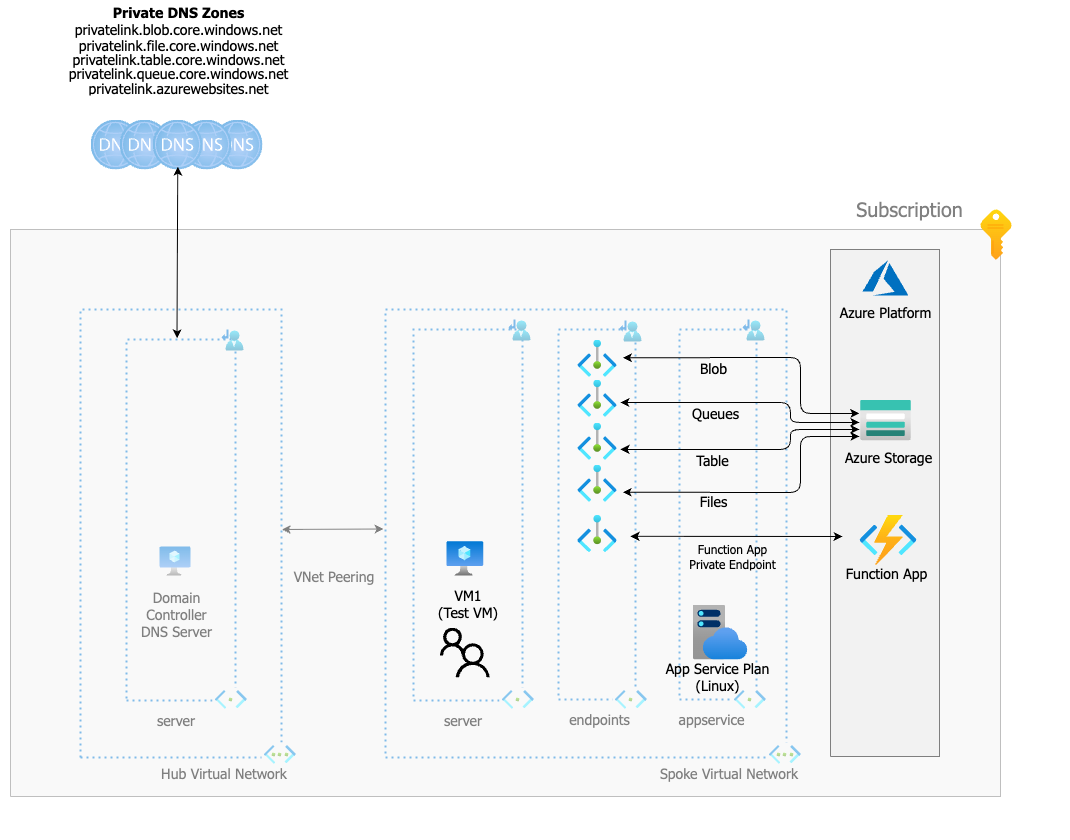 Private DNS Zones
privatelink.blob.core.windows.net
privatelink.file.core.windows.net
privatelink.table.core.windows.net
privatelink.queue.core.windows.net
privatelink.azurewebsites.net
DN DN DNS NS NS
Subscription
Azure Platform
Blob
Queues
Table
Files
Azure Storage
Function App
Private Endpoint
Function App
VNet Peering
Domain
Controller
DNS Server
VM1
(Test VM)
App Service Plan
(Linux)
server
server
endpoints
appservice
Hub Virtual Network
Spoke Virtual Network